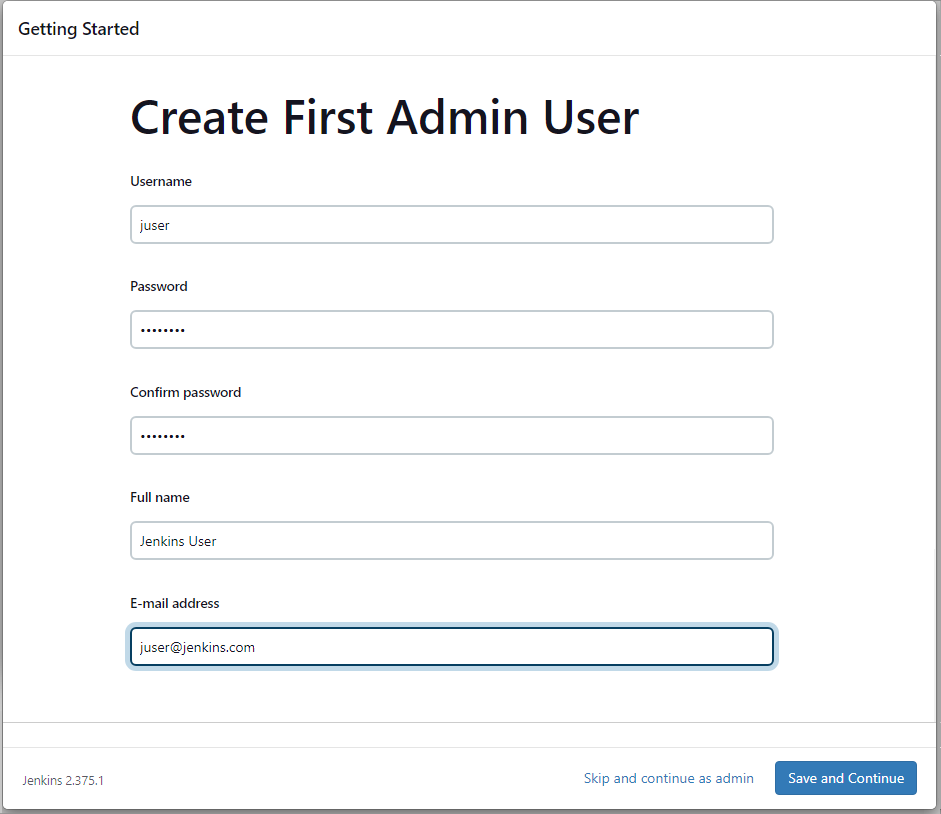 Getting Started
Create First Admin User
Username
juser
Password
••••••••
Confirm password
••••••••
Full name
Jenkins User
E-mail address
juser@jenkins.com
Jenkins 2.375.1
Skip and continue as admin
Save and Continue